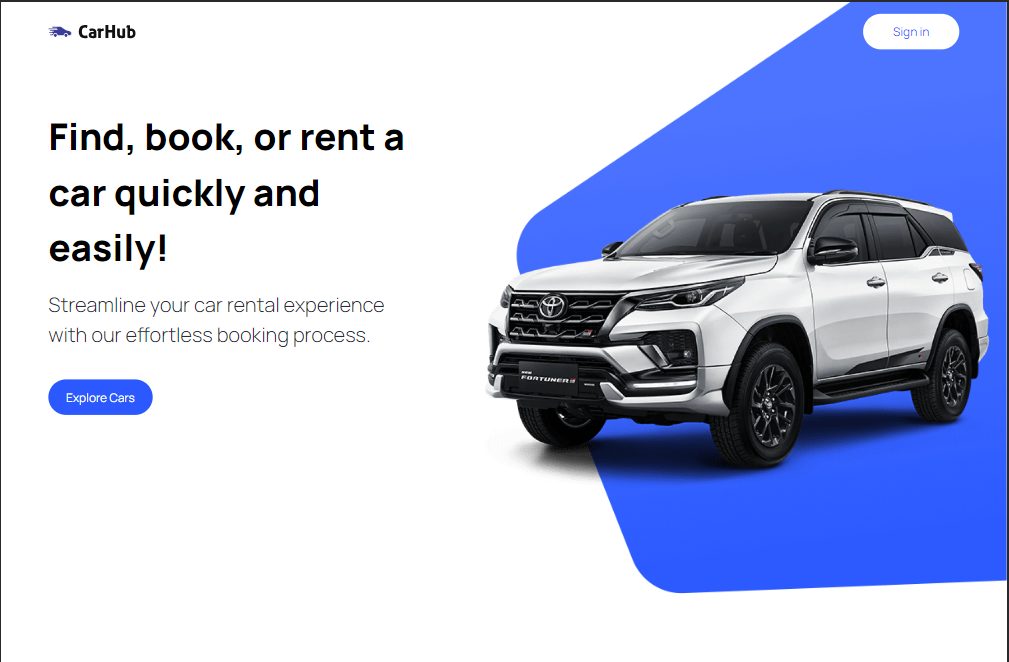 CarHub
Sign in
Find, book, or rent a
car quickly and
easily!
Streamline your car rental experience
with our effortless booking process.
Explore Cars
NEW
FORTUNER